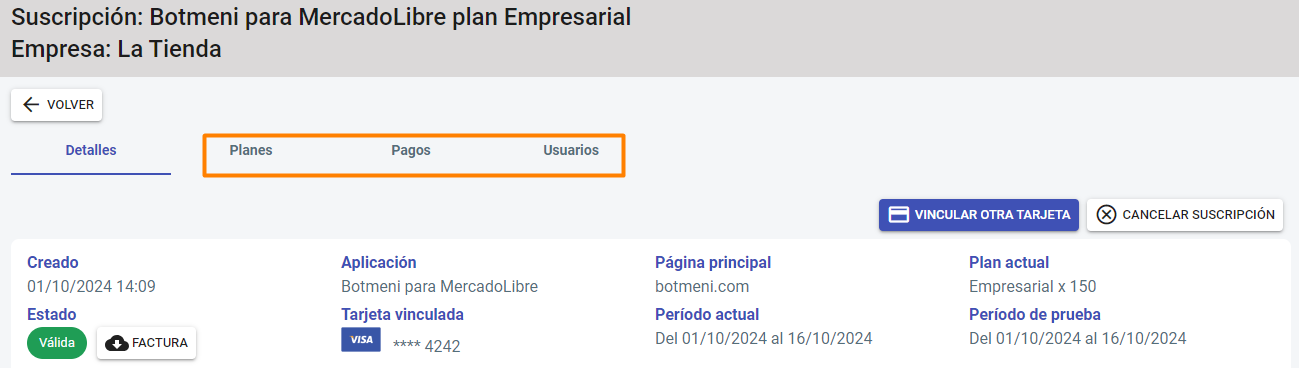 Suscripción: Botmeni para MercadoLibre plan Empresarial
Empresa: La Tienda
VOLVER
Detalles Planes Pagos Usuarios
VINCULAR OTRA TARJETA CANCELAR SUSCRIPCIÓN
Creado Aplicación Página principal Plan actual
01/10/2024 14:09 Botmeni para MercadoLibre botmeni.com Empresarial x 150
Estado Tarjeta vinculada Período actual Período de prueba
Válida FACTURA VISA **** 4242 Del 01/10/2024 al 16/10/2024 Del 01/10/2024 al 16/10/2024